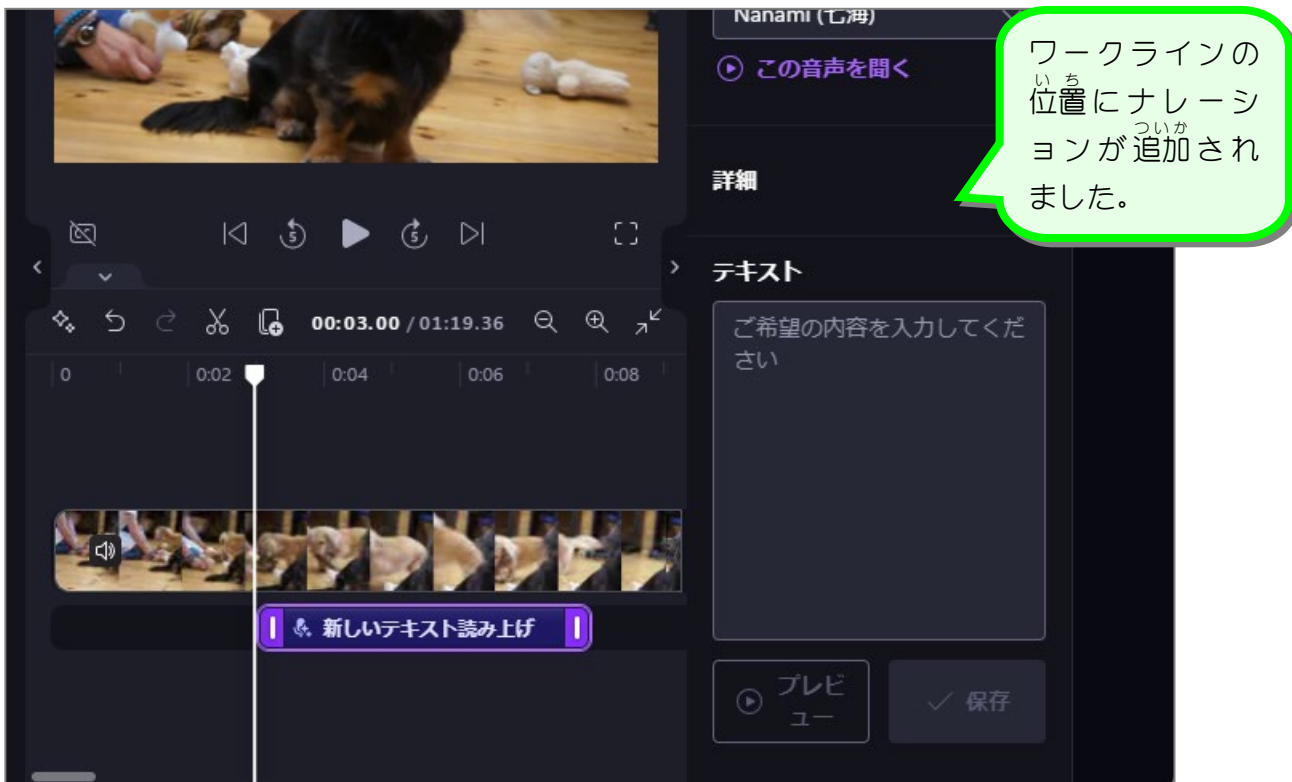 Nanami (七海)
この音声を聞く
ワークラインの
いち
位置にナレーシ
ついか
ョンが追加され
ました。
詳細
5
5
テキスト
ご希望の内容を入力してくだ
さい
00:03.00 / 01:19.36
0
0:02
0:04
0:06
0:08
新しいテキスト読み上げ
プレビ
ュー
保存